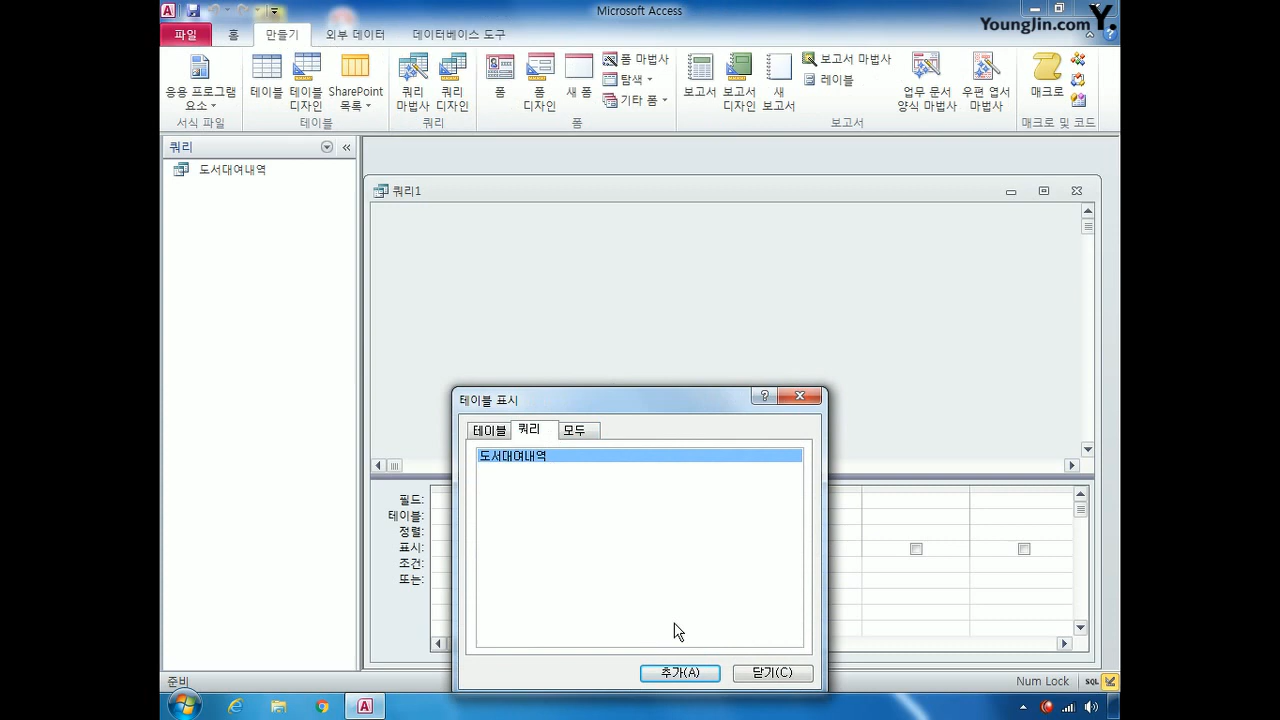 Microsoft Access
Younglin.com Y.
파일 홈 만들기 외부 데이터 데이터베이스 도구
응용 프로그램 요소
테이블
테이블 디자인
SharePoint 목록
쿼리 마법사
쿼리 디자인
폼
폼 디자인
새 폼
폼 마법사
탐색
기타 폼
보고서
보고서 디자인
새 보고서
보고서 마법사
레이블
업무 문서 양식 마법사
우편 엽서 마법사
매크로
서식 파일 테이블 쿼리 폼 보고서 매크로 및 코드
쿼리
도서대여내역
쿼리1
테이블 표시
테이블 쿼리 모두
도서대여내역
필드:
테이블:
정렬:
표시:
조건:
또는:
추가(A) 닫기(C)
준비 Num Lock SQL